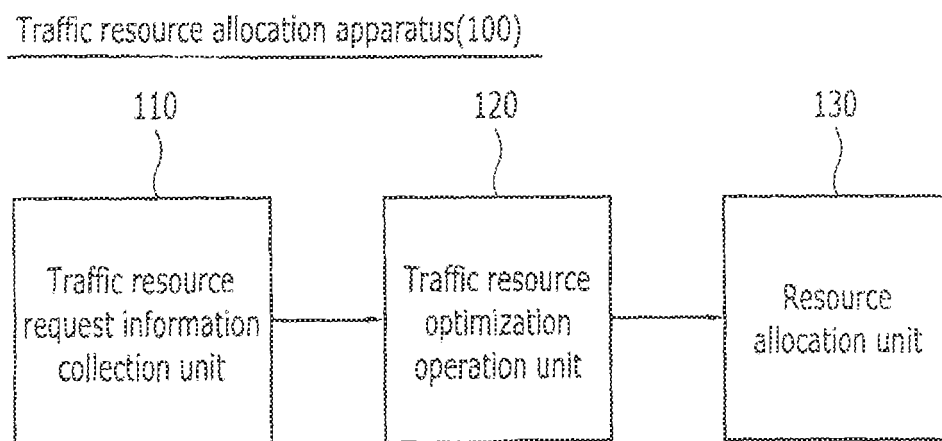 Traffic resource allocation apparatus(100)
110
120
130
Traffic resource
request information
collection unit
Traffic resource
optimization
operation unit
Resource
allocation unit